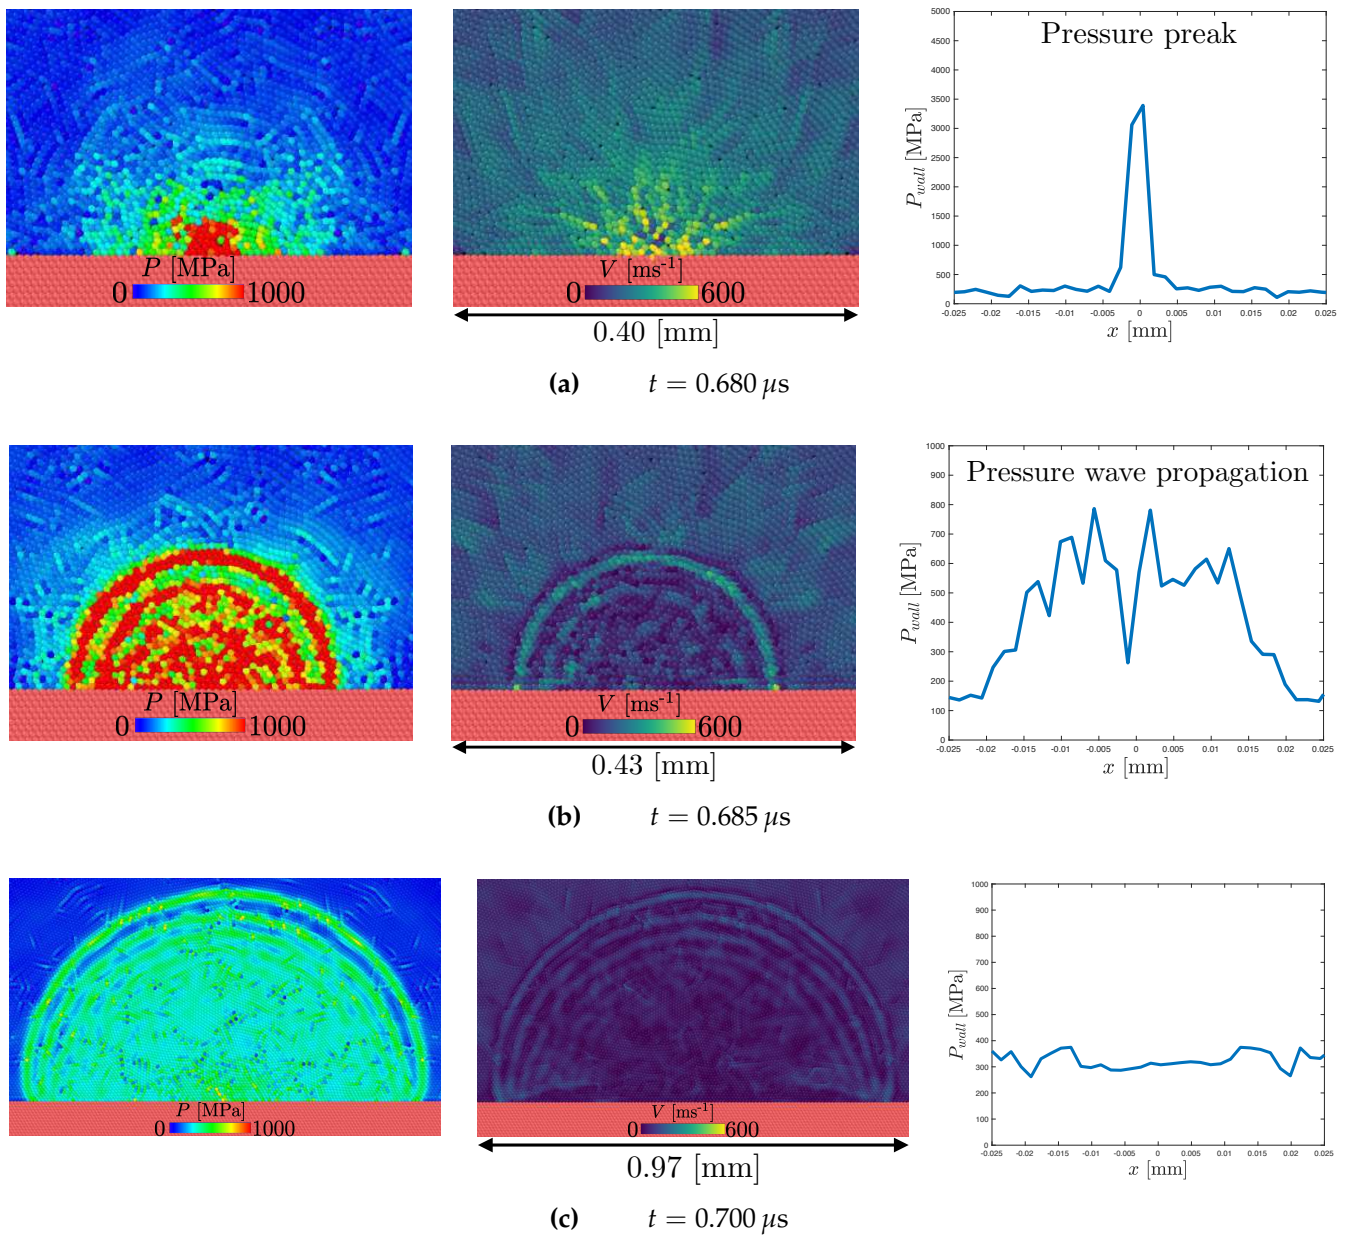 Pressure preak
5000
4500
4000
3500
3000
2500
2000
1500
1000
500
0
P_wall [MPa]
-0.025 -0.02 -0.015 -0.01 -0.005 0 0.005 0.01 0.015 0.02 0.025
x [mm]
P [MPa]
0 1000
V [ms-1]
0 600
0.40 [mm]
(a) t = 0.680 μs
Pressure wave propagation
1000
900
800
700
600
500
400
300
200
100
0
P_wall [MPa]
-0.025 -0.02 -0.015 -0.01 -0.005 0 0.005 0.01 0.015 0.02 0.025
x [mm]
P [MPa]
0 1000
V [ms-1]
0 600
0.43 [mm]
(b) t = 0.685 μs
1000
900
800
700
600
500
400
300
200
100
0
P_wall [MPa]
-0.025 -0.02 -0.015 -0.01 -0.005 0 0.005 0.01 0.015 0.02 0.025
x [mm]
P [MPa]
0 1000
V [ms-1]
0 600
0.97 [mm]
(c) t = 0.700 μs